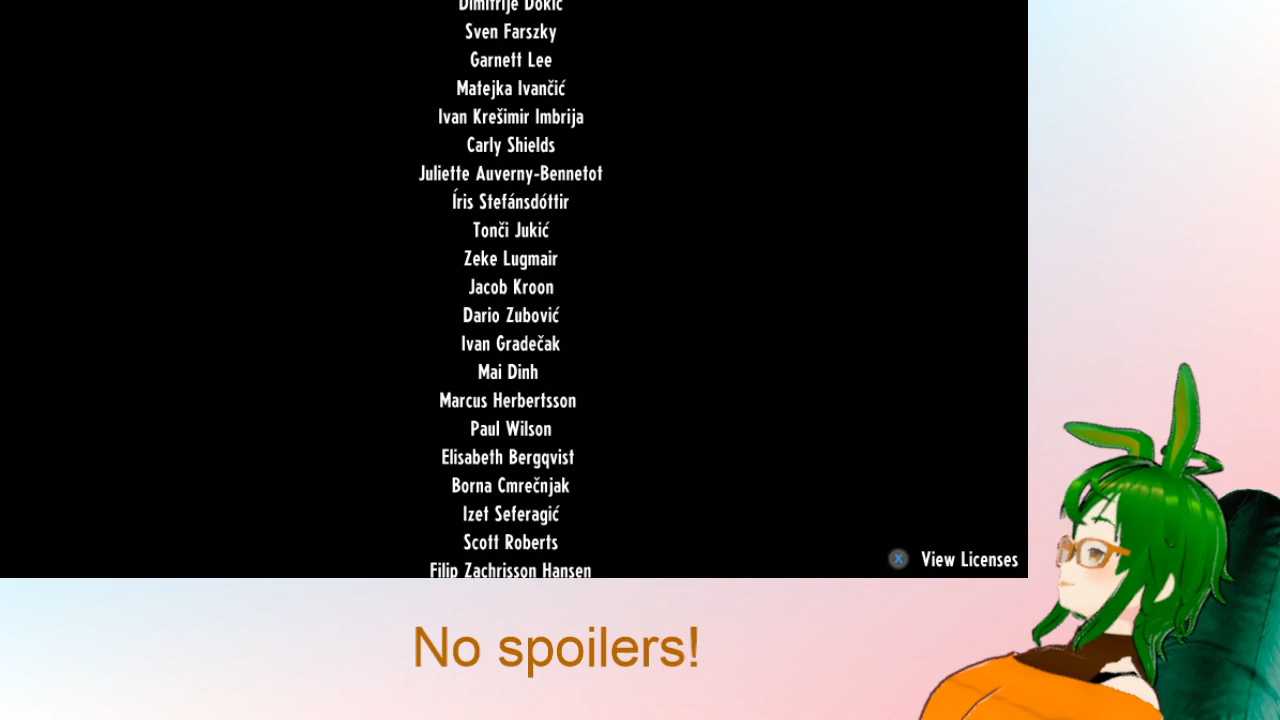 Dimitrije Dokić
Sven Farszky
Garnett Lee
Matejka Ivančić
Ivan Krešimir Imbrija
Carly Shields
Juliette Auverny-Bennetot
Íris Stefánsdóttir
Tonči Jukić
Zeke Lugmair
Jacob Kroon
Dario Zubović
Ivan Gradečak
Mai Dinh
Marcus Herbertsson
Paul Wilson
Elisabeth Bergqvist
Borna Cmrečnjak
Izet Seferagić
Scott Roberts
Filip Zachrisson Hansen
X View Licenses
No spoilers!